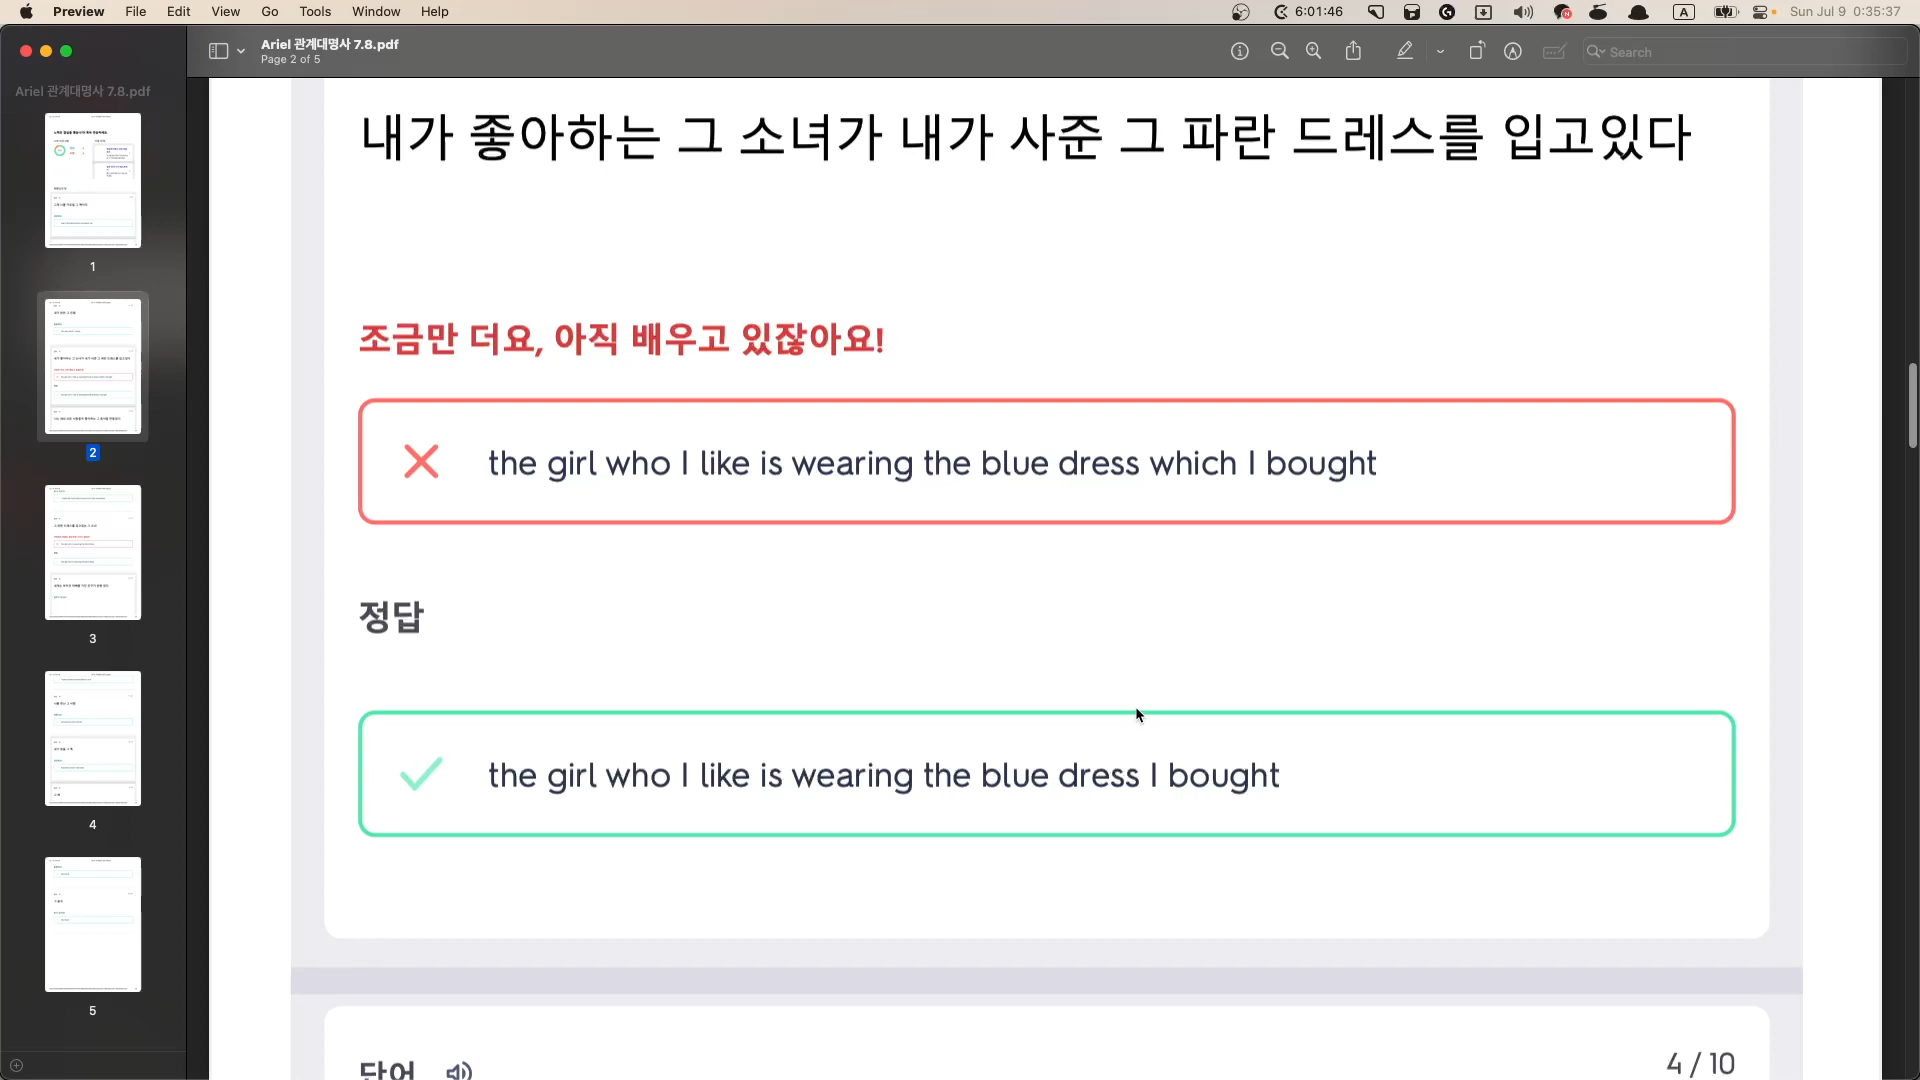 Preview File Edit View Go Tools Window Help 6:01:46 A Sun Jul 9 0:35:37
Ariel 관계대명사 7.8.pdf
Page 2 of 5
Search
Ariel 관계대명사 7.8.pdf
1
2
3
4
5
내가 좋아하는 그 소녀가 내가 사준 그 파란 드레스를 입고있다
조금만 더요, 아직 배우고 있잖아요!
the girl who I like is wearing the blue dress which I bought
정답
the girl who I like is wearing the blue dress I bought
단어
4 / 10